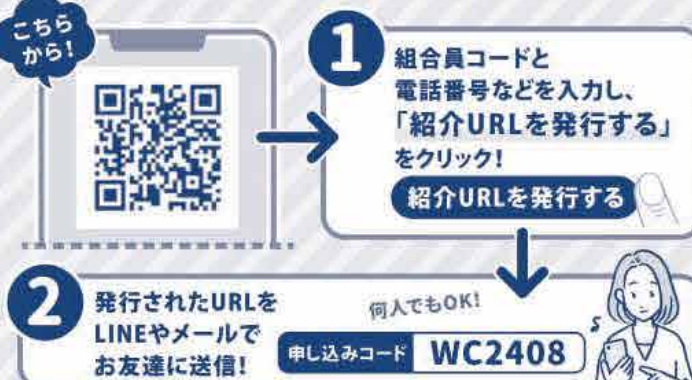 こちら
から!
1
組合員コードと
電話番号などを入力し、
「紹介URLを発行する」
をクリック!
紹介URLを発行する
2
発行されたURLを
LINEやメールで
お友達に送信!
何人でもOK!
申し込みコード WC2408